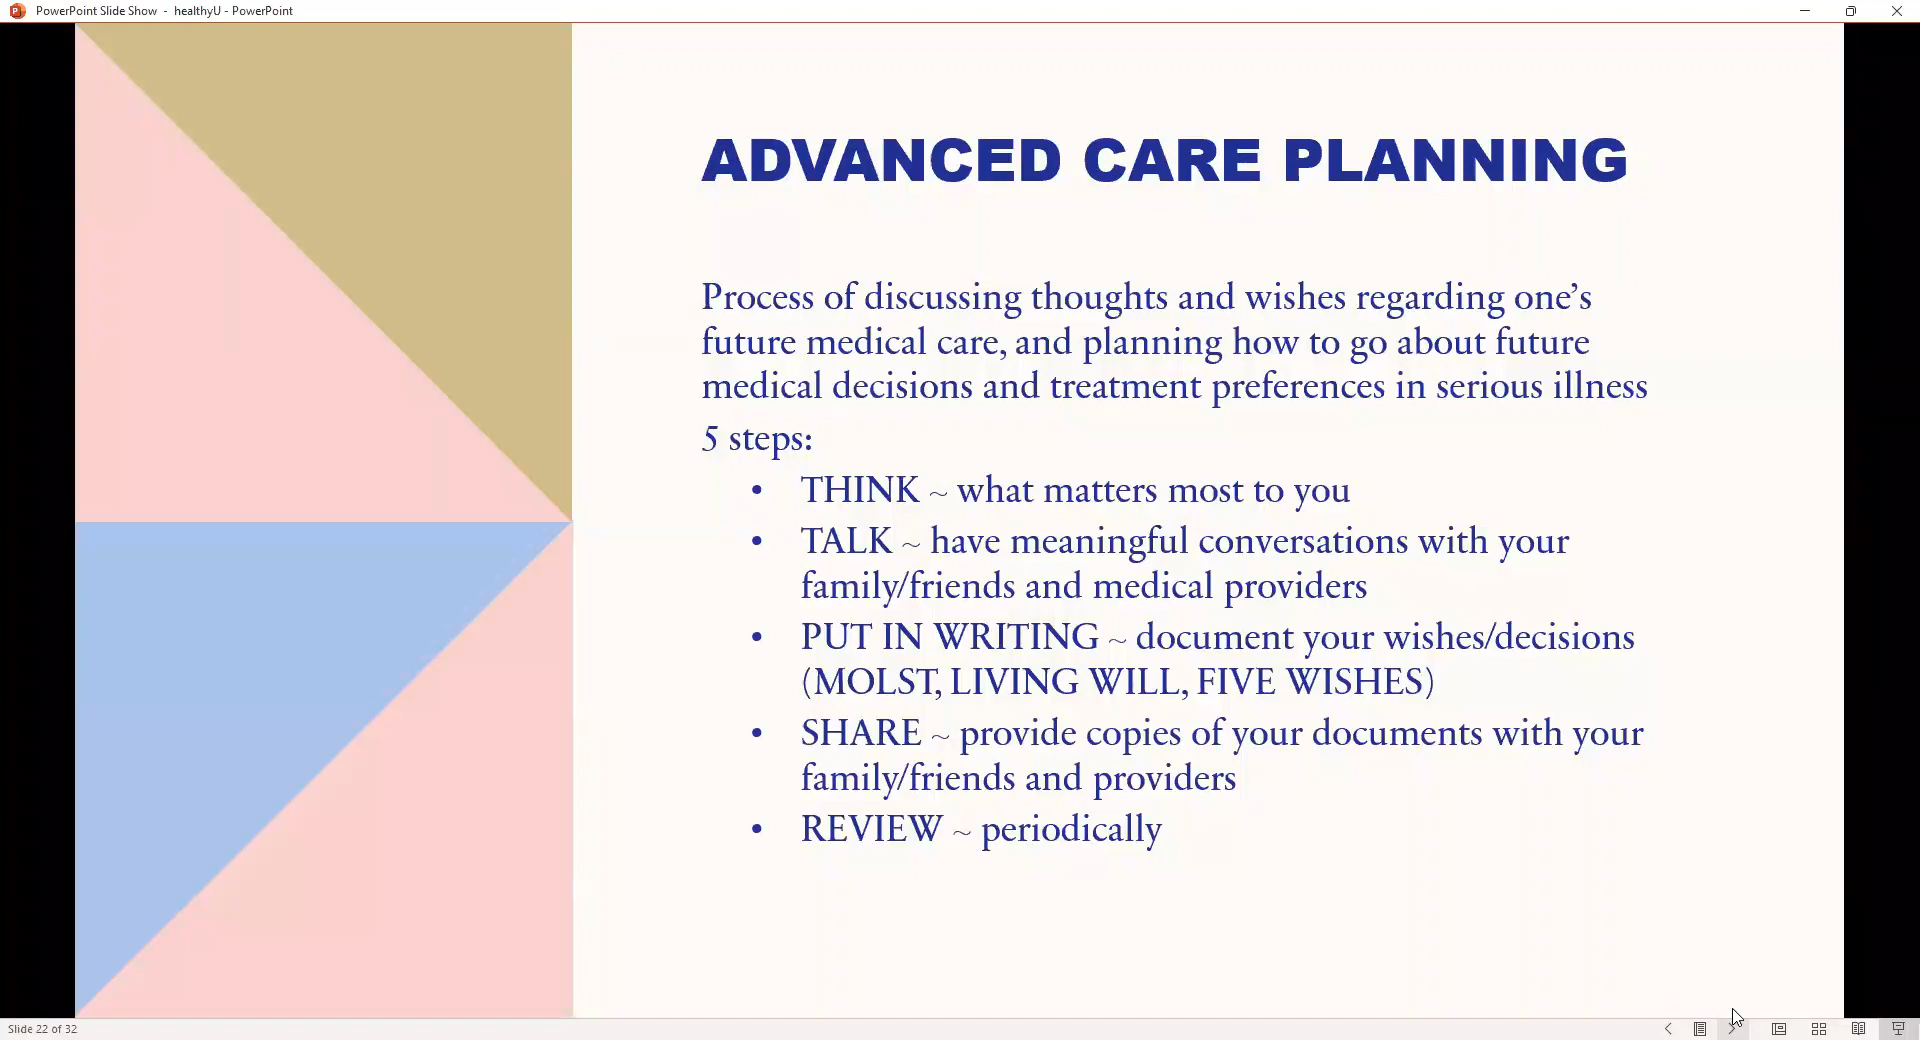 PowerPoint Slide Show - healthyU - PowerPoint
ADVANCED CARE PLANNING
Process of discussing thoughts and wishes regarding one’s
future medical care, and planning how to go about future
medical decisions and treatment preferences in serious illness
5 steps:
• THINK ~ what matters most to you
• TALK ~ have meaningful conversations with your
family/friends and medical providers
• PUT IN WRITING ~ document your wishes/decisions
(MOLST, LIVING WILL, FIVE WISHES)
• SHARE ~ provide copies of your documents with your
family/friends and providers
• REVIEW ~ periodically
Slide 22 of 32